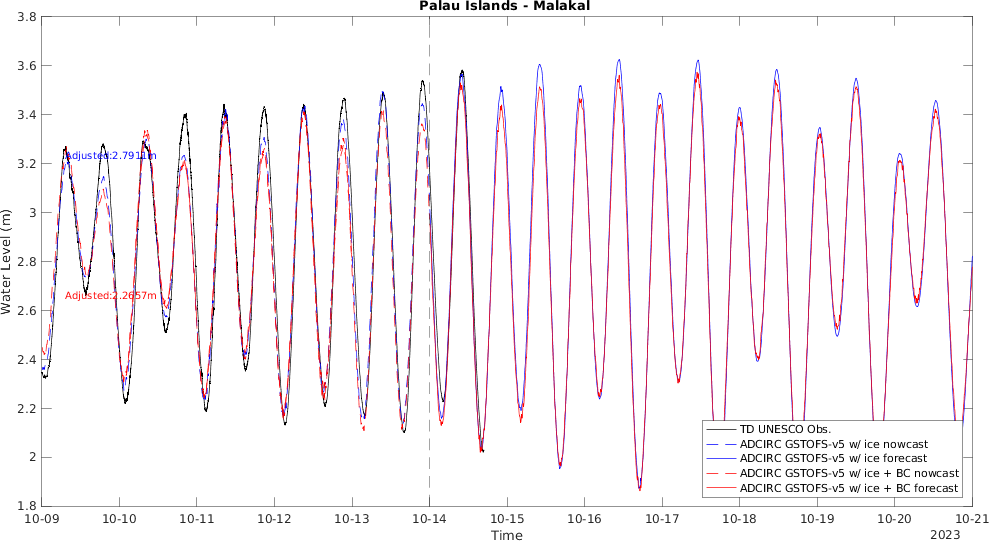 Palau Islands - Malakal
3.8
3.6
3.4
3.2
3
2.8
2.6
2.4
2.2
2
1.8
Water Level (m)
Adjusted:2.7911m
Adjusted:2.2657m
TD UNESCO Obs.
ADCIRC GSTOFS-v5 w/ ice nowcast
ADCIRC GSTOFS-v5 w/ ice forecast
ADCIRC GSTOFS-v5 w/ ice + BC nowcast
ADCIRC GSTOFS-v5 w/ ice + BC forecast
10-09 10-10 10-11 10-12 10-13 10-14 10-15 10-16 10-17 10-18 10-19 10-20 10-21
Time
2023